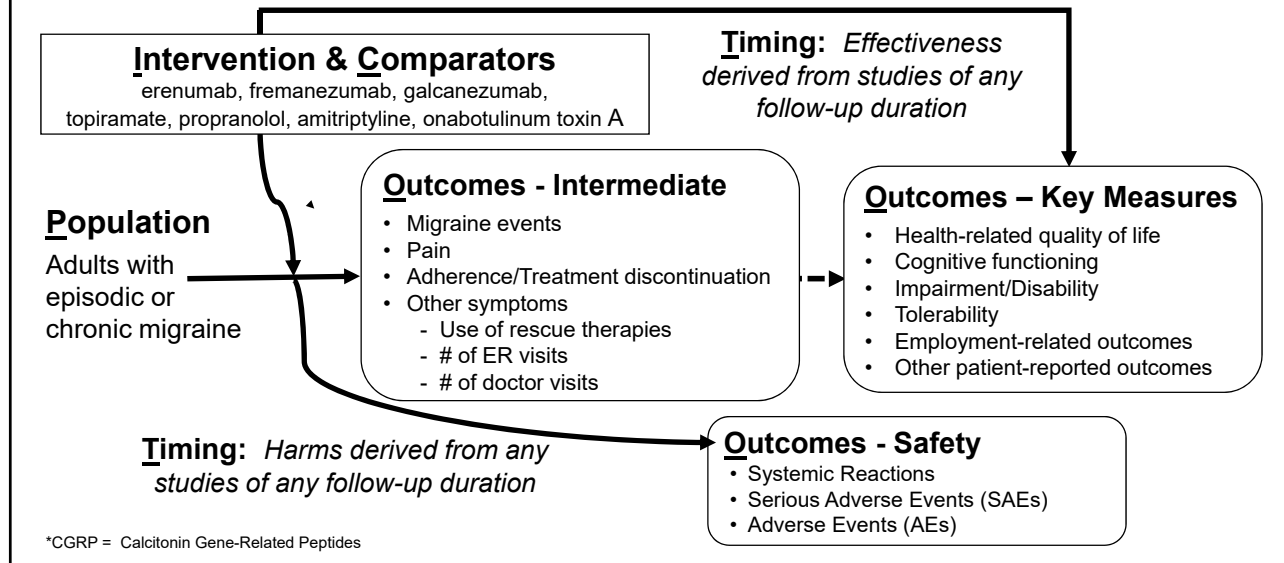 Intervention & Comparators
erenumab, fremanezumab, galcanezumab,
topiramate, propranolol, amitriptyline, onabotulinum toxin A
Timing: Effectiveness
derived from studies of any
follow-up duration
Population
Adults with
episodic or
chronic migraine
Outcomes - Intermediate
• Migraine events
• Pain
• Adherence/Treatment discontinuation
• Other symptoms
- Use of rescue therapies
- # of ER visits
- # of doctor visits
Outcomes – Key Measures
• Health-related quality of life
• Cognitive functioning
• Impairment/Disability
• Tolerability
• Employment-related outcomes
• Other patient-reported outcomes
Timing: Harms derived from any
studies of any follow-up duration
Outcomes - Safety
• Systemic Reactions
• Serious Adverse Events (SAEs)
• Adverse Events (AEs)
*CGRP = Calcitonin Gene-Related Peptides